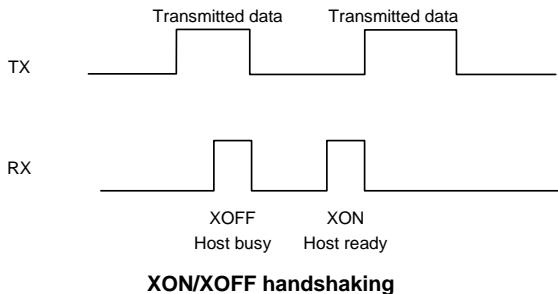 Transmitted data
Transmitted data
TX
RX
XOFF
Host busy
XON
Host ready
XON/XOFF handshaking